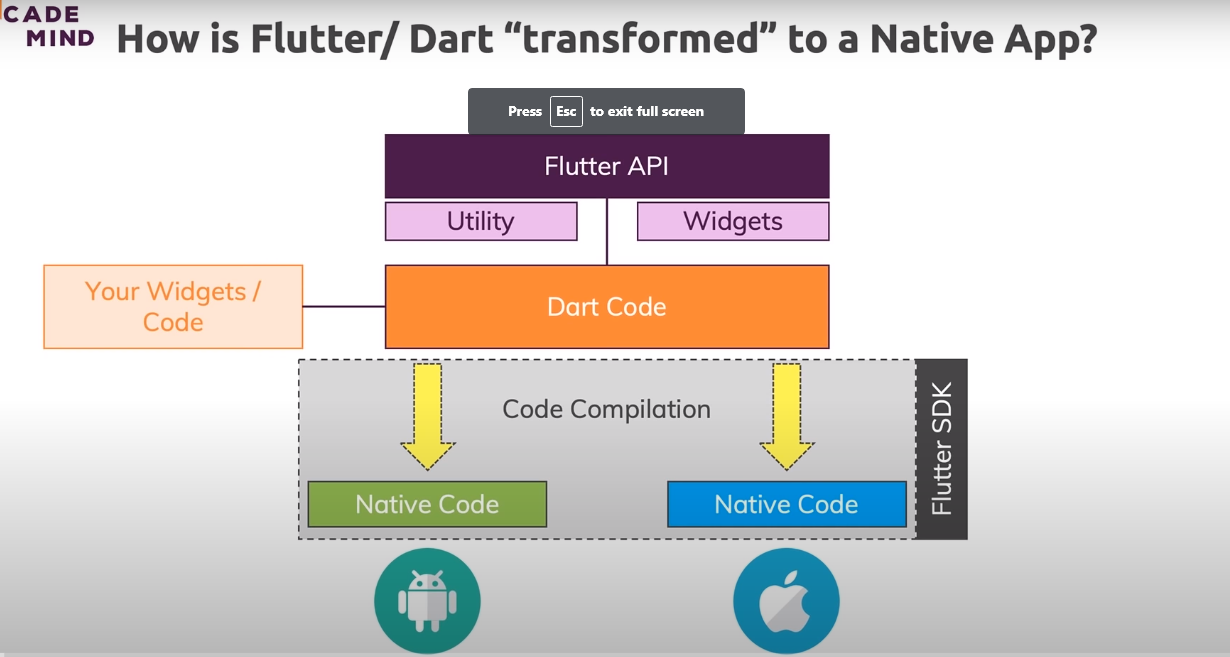 CADE
MIND
How is Flutter/ Dart “transformed” to a Native App?
Press Esc to exit full screen
Flutter API
Utility
Widgets
Your Widgets /
Code
Dart Code
Code Compilation
Flutter SDK
Native Code
Native Code